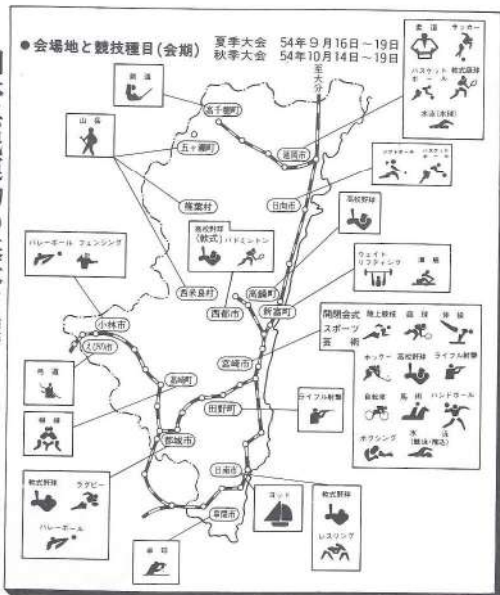 ●会場地と競技種目(会期)
夏季大会 54年9月16日～19日
秋季大会 54年10月14日～19日
至大分
柔道 サッカー
バスケットボール 軟式庭球
水泳(水球)
剣道
高千穂町
山岳
五ヶ瀬町
延岡市
ソフトボール バスケットボール
椎葉村
日向市
高校野球
高校野球(軟式) バドミントン
バレーボール フェンシング
ウェイトリフティング 漕艇
西米良村
西都市
高鍋町
新富町
開閉会式
スポーツ芸術
陸上競技 庭球 体操
ホッケー 高校野球 ライフル射撃
自転車 馬術 ハンドボール
ボクシング 水泳(競泳・飛込)
小林市
えびの市
宮崎市
弓道
高崎町
田野町
ライフル射撃
相撲
都城市
軟式野球 ラグビー
バレーボール
日南市
ヨット
軟式野球
レスリング
串間市